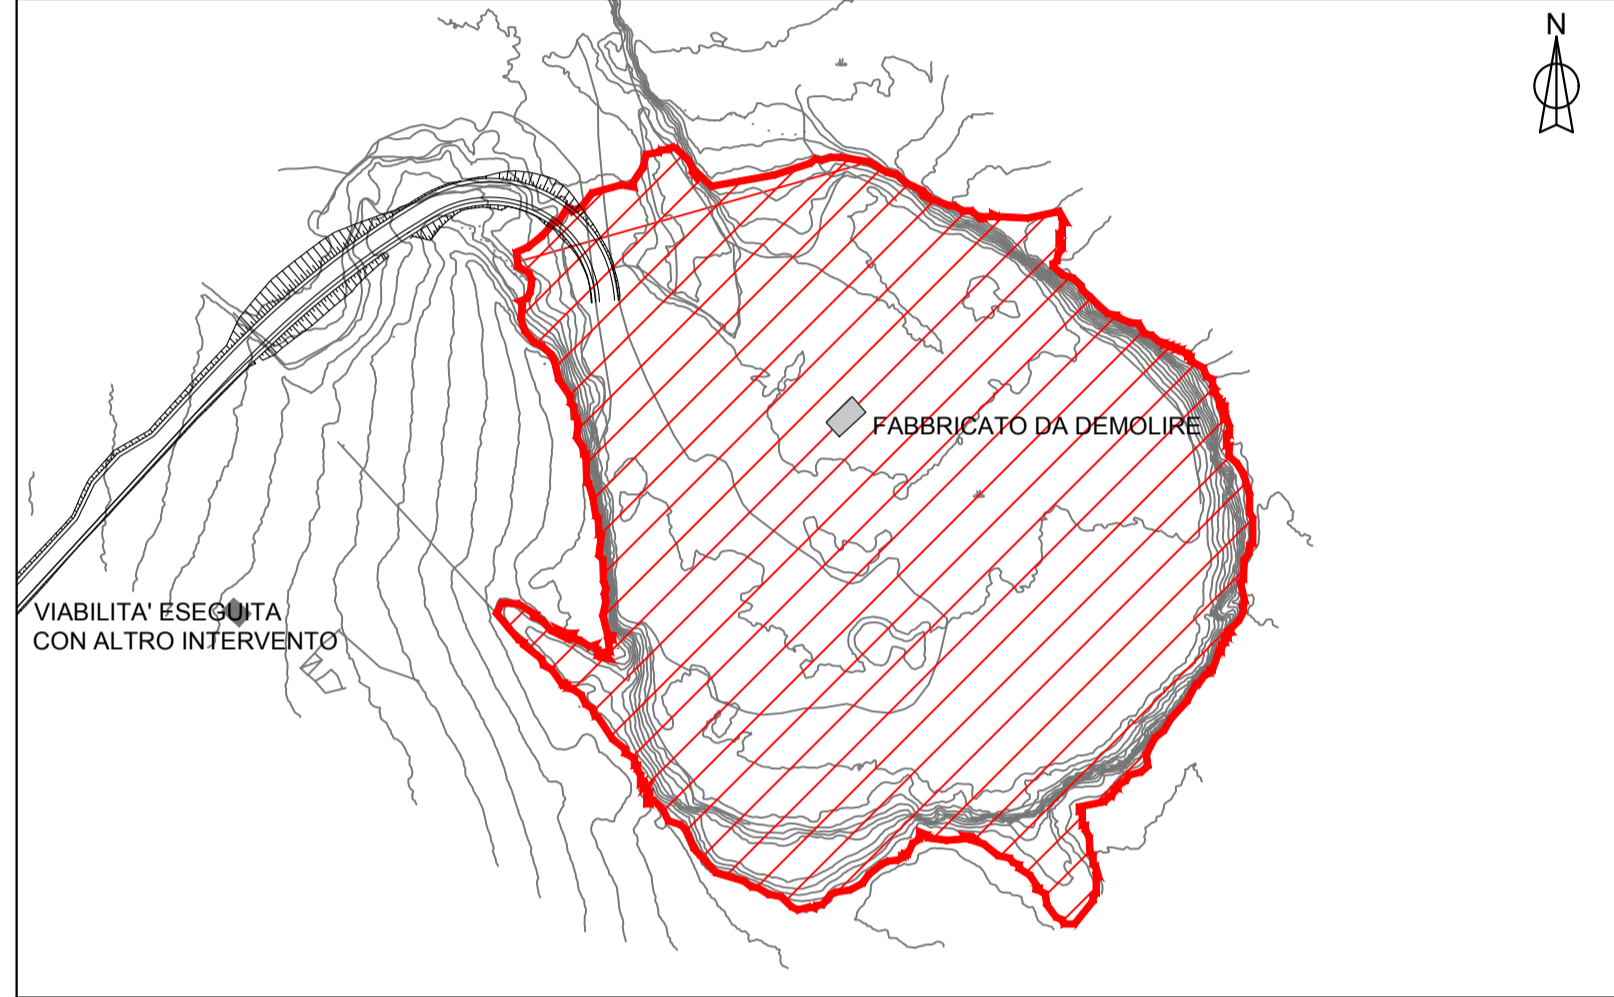 N
FABBRICATO DA DEMOLIRE
VIABILITA' ESEGUITA
CON ALTRO INTERVENTO